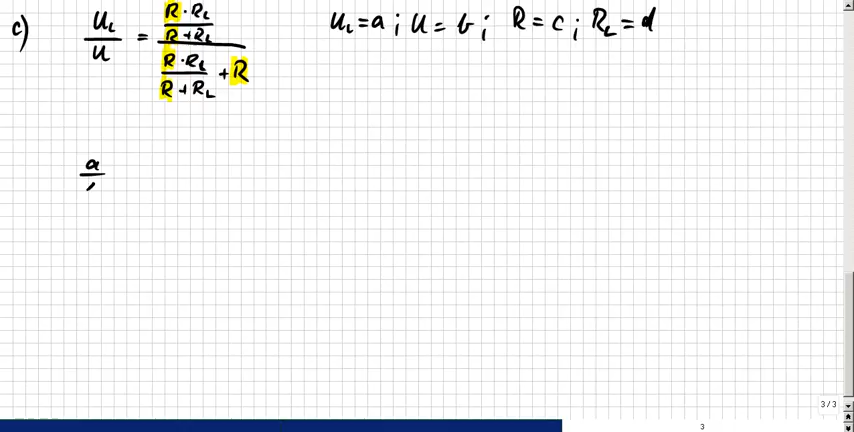 c) U_L/U = ((R·R_L)/(R+R_L))/((R·R_L)/(R+R_L) + R) U_L = a ; U = b ; R = c ; R_L = d
a
3 / 3
3